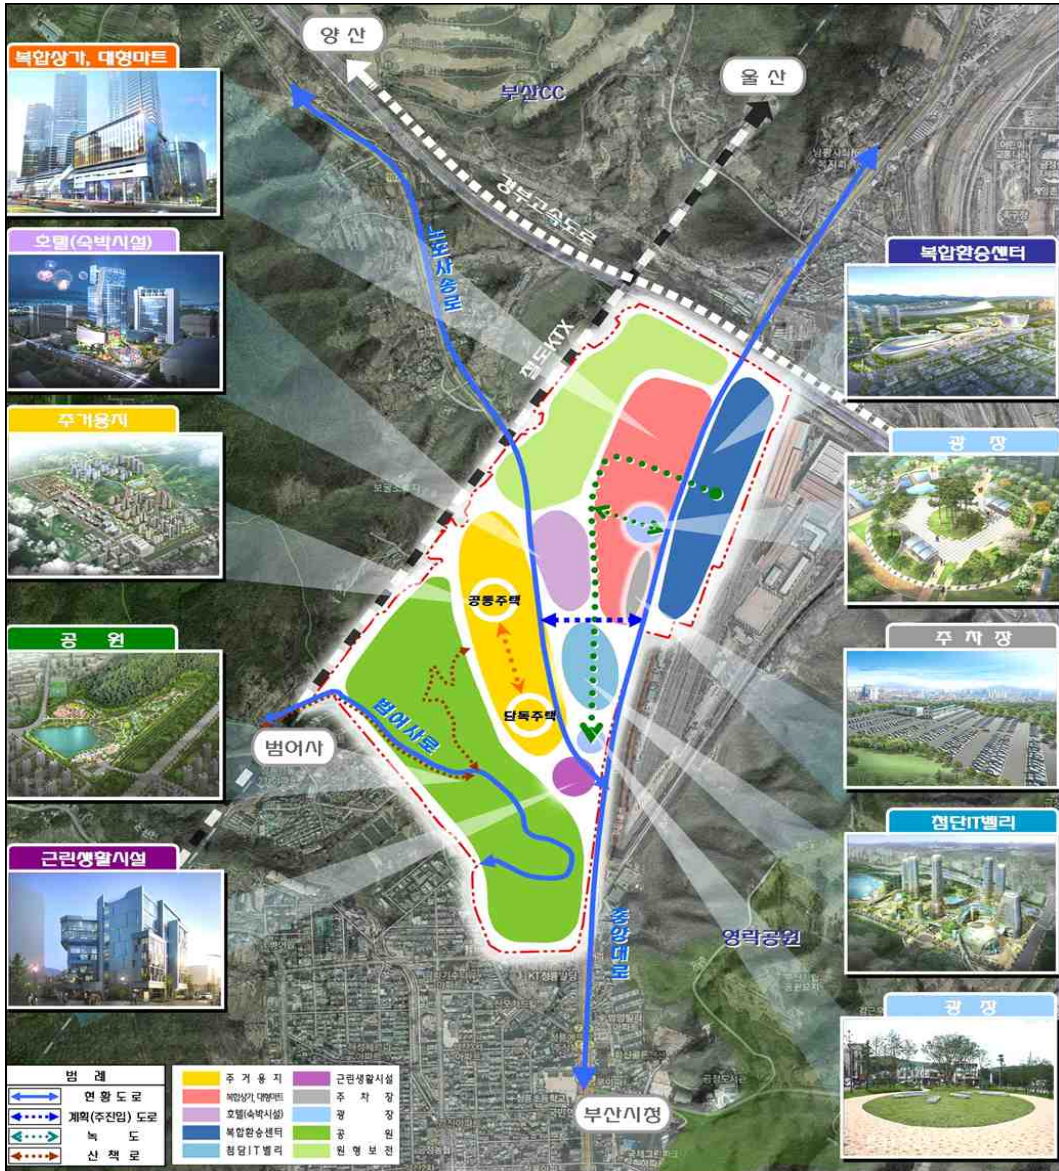 양 산
울 산
부산CC
경부고속도로
노포사송로
철도KTX
복합상가, 대형마트
호텔(숙박시설)
주거용지
공 원
근린생활시설
복합환승센터
광 장
주 차 장
첨단IT밸리
광 장
공동주택
단독주택
범어사로
범어사
중앙대로
영락공원
부산시청
범 례
현황도로
계획(주진입) 도로
녹 도
산 책 로
주 거 용 지
복합상가, 대형마트
호텔(숙박시설)
복합환승센터
첨담IT밸리
근린생활시설
주 차 장
광 장
공 원
원 형 보 전